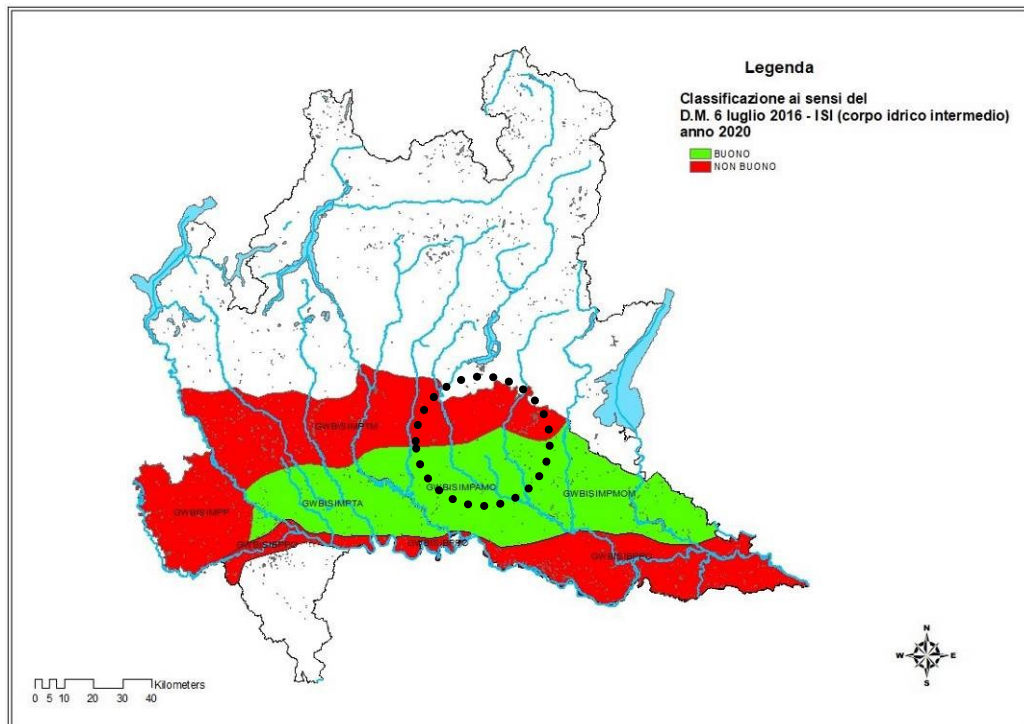 Legenda
Classificazione ai sensi del
D.M. 6 luglio 2016 - ISI (corpo idrico intermedio)
anno 2020
BUONO
NON BUONO
GWBISIMPTM
GWBISIMPAMO
GWBISIMPMOM
GWBISIMPTA
GWBISIMPP
N
W
E
S
Kilometers
0 5 10 20 30 40